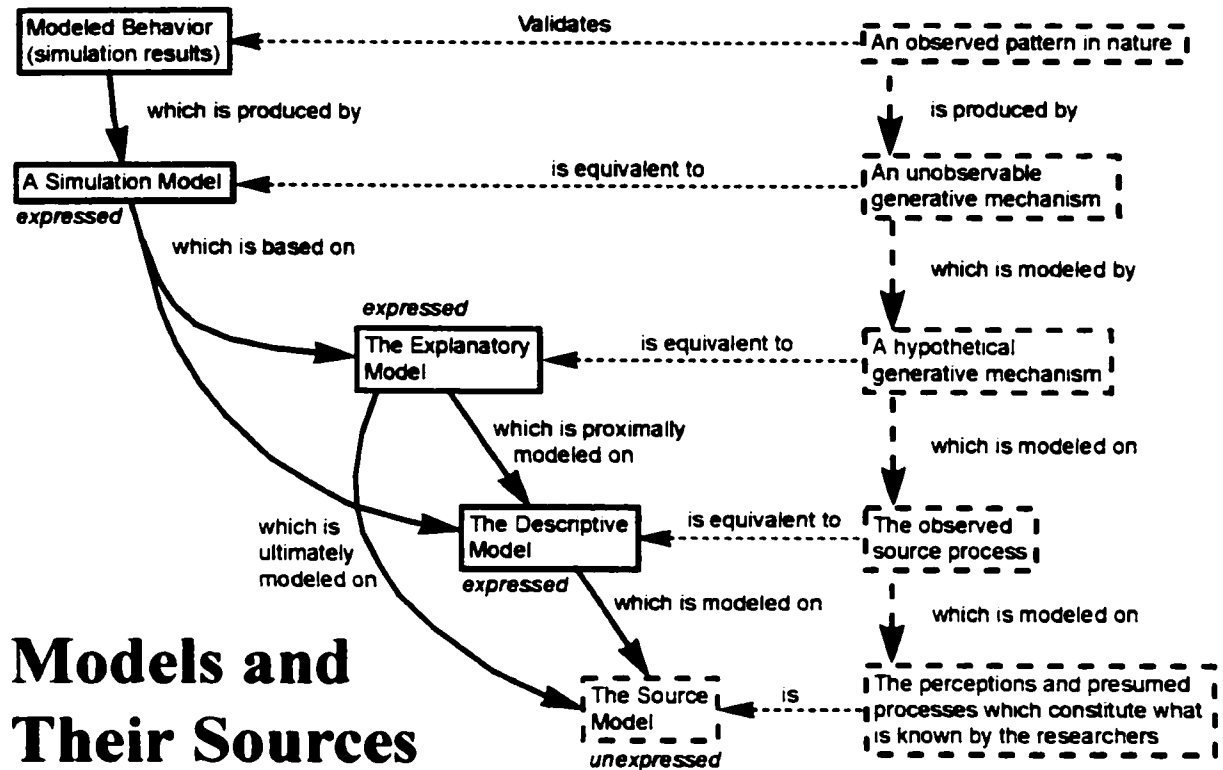 Modeled Behavior
(simulation results)
Validates
An observed pattern in nature
which is produced by
is produced by
A Simulation Model
expressed
is equivalent to
An unobservable
generative mechanism
which is based on
which is modeled by
expressed
The Explanatory
Model
is equivalent to
A hypothetical
generative mechanism
which is proximally
modeled on
which is modeled on
which is
ultimately
modeled on
The Descriptive
Model
expressed
is equivalent to
The observed
source process
which is modeled on
which is modeled on
Models and
Their Sources
The Source
Model
unexpressed
is
The perceptions and presumed
processes which constitute what
is known by the researchers